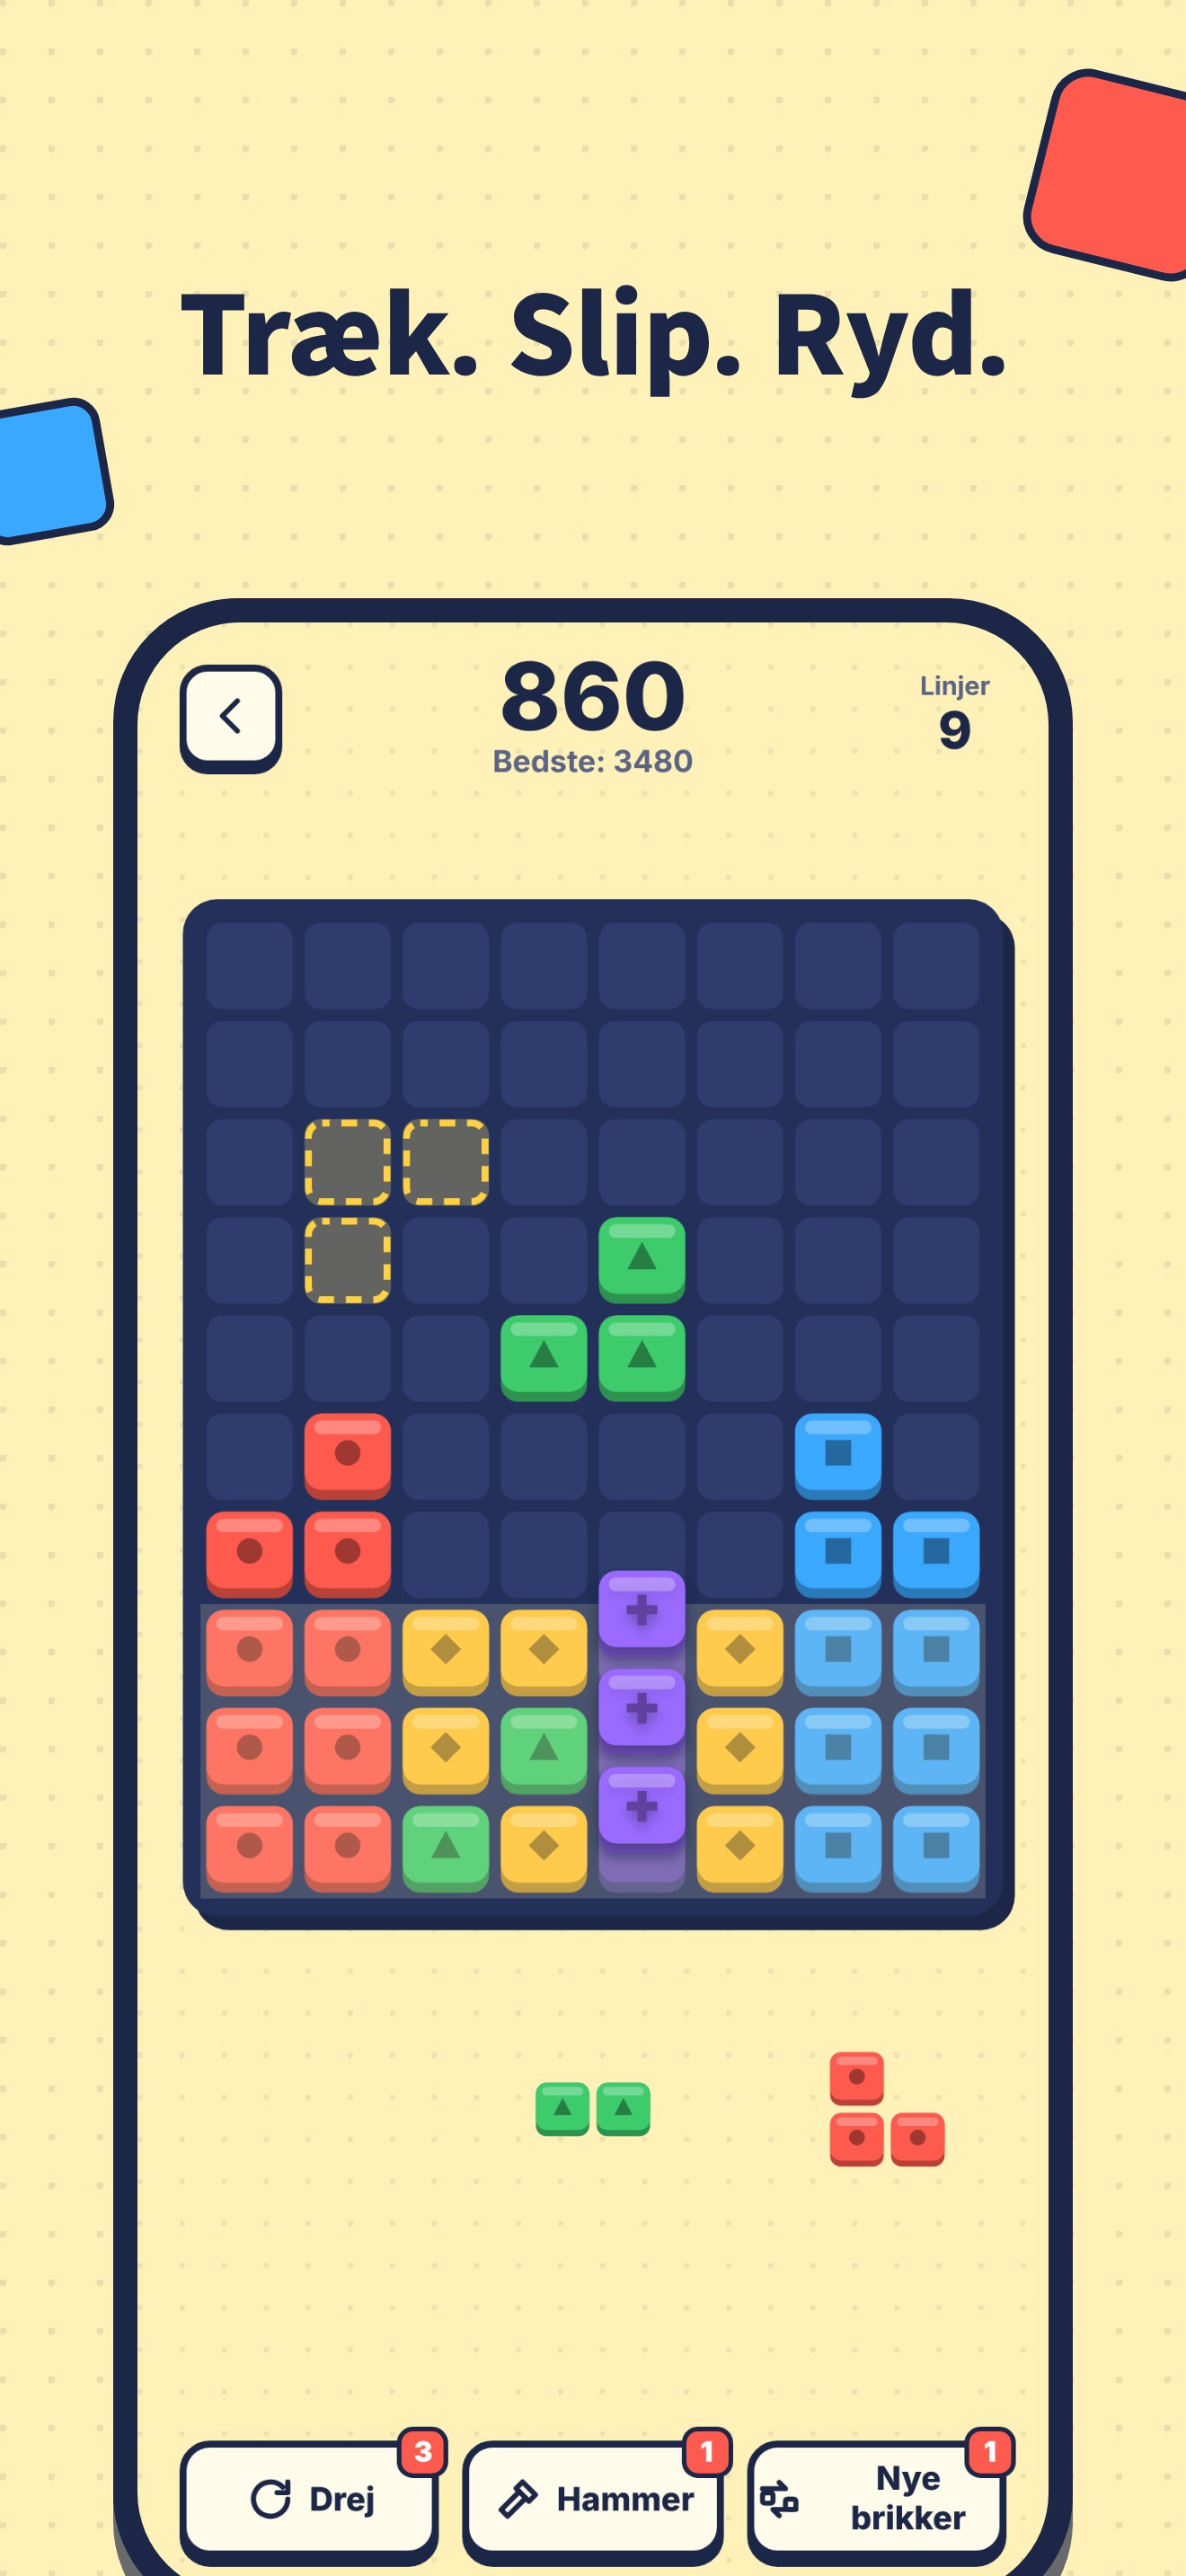 Træk. Slip. Ryd.
860
Bedste: 3480
Linjer
9
3
1
1
Drej
Hammer
Nye
brikker